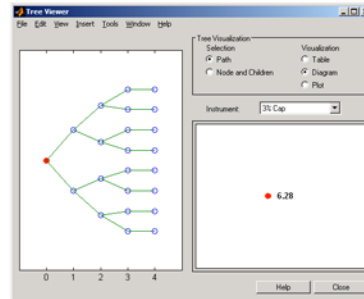 Tree Viewer
File Edit View Insert Tools Window Help
Tree Visualization
Selection
Path
Node and Children
Visualization
Table
Diagram
Plot
Instrument: 3% Cap
6.28
0 1 2 3 4
Help Close